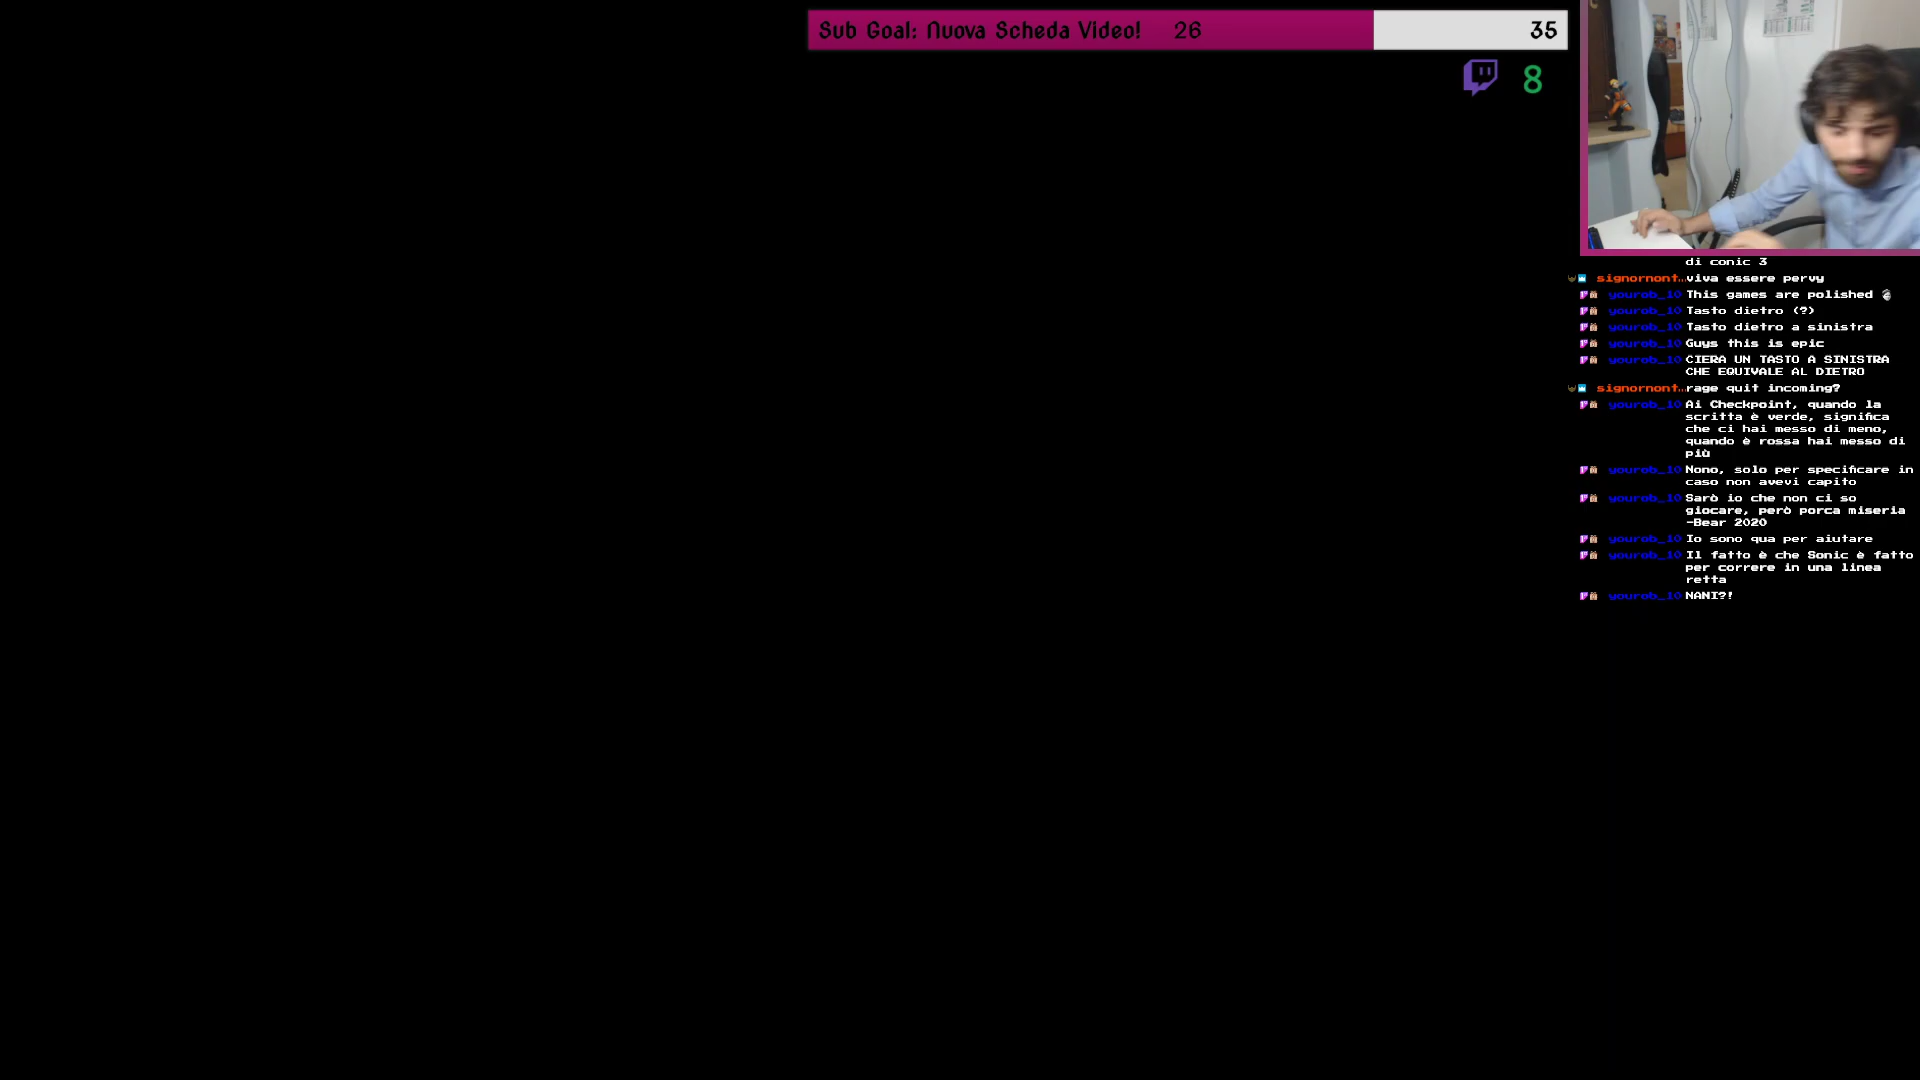 Sub Goal: Nuova Scheda Video! 26 35
8
di conic 3
signornont.. viva essere pervy
yourob_10 This games are polished
yourob_10 Tasto dietro (?)
yourob_10 Tasto dietro a sinistra
yourob_10 Guys this is epic
yourob_10 CIERA UN TASTO A SINISTRA
CHE EQUIVALE AL DIETRO
signornont.. rage quit incoming?
yourob_10 Ai Checkpoint, quando la
scritta è verde, significa
che ci hai messo di meno,
quando è rossa hai messo di
più
yourob_10 Nono, solo per specificare in
caso non avevi capito
yourob_10 Sarò io che non ci so
giocare, però porca miseria
-Bear 2020
yourob_10 Io sono qua per aiutare
yourob_10 Il fatto è che Sonic è fatto
per correre in una linea
retta
yourob_10 NANI?!